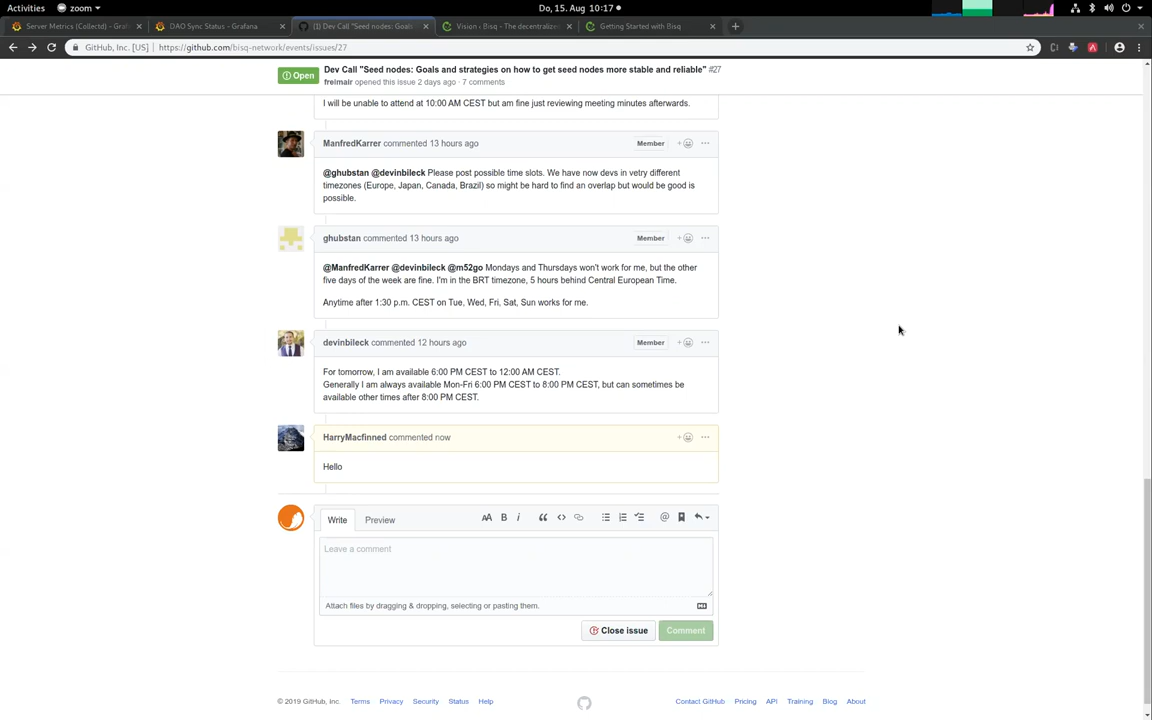 Activities zoom Do, 15. Aug 10:17
Server Metrics (Collectd) - Gra
DAO Sync Status - Grafana
(1) Dev Call "Seed nodes: Goal
Vision ‹ Bisq - The decentralize
Getting Started with Bisq
GitHub, Inc. [US] | https://github.com/bisq-network/events/issues/27
Open
Dev Call "Seed nodes: Goals and strategies on how to get seed nodes more stable and reliable" #27
freimair opened this issue 2 days ago · 7 comments
I will be unable to attend at 10:00 AM CEST but am fine just reviewing meeting minutes afterwards.
ManfredKarrer commented 13 hours ago
Member
@ghubstan @devinbileck Please post possible time slots. We have now devs in vetry different
timezones (Europe, Japan, Canada, Brazil) so might be hard to find an overlap but would be good is
possible.
ghubstan commented 13 hours ago
Member
@ManfredKarrer @devinbileck @m52go Mondays and Thursdays won't work for me, but the other
five days of the week are fine. I'm in the BRT timezone, 5 hours behind Central European Time.
Anytime after 1:30 p.m. CEST on Tue, Wed, Fri, Sat, Sun works for me.
devinbileck commented 12 hours ago
Member
For tomorrow, I am available 6:00 PM CEST to 12:00 AM CEST.
Generally I am always available Mon-Fri 6:00 PM CEST to 8:00 PM CEST, but can sometimes be
available other times after 8:00 PM CEST.
HarryMacfinned commented now
Hello
Write Preview
Leave a comment
Attach files by dragging & dropping, selecting or pasting them.
Close issue Comment
© 2019 GitHub, Inc. Terms Privacy Security Status Help
Contact GitHub Pricing API Training Blog About